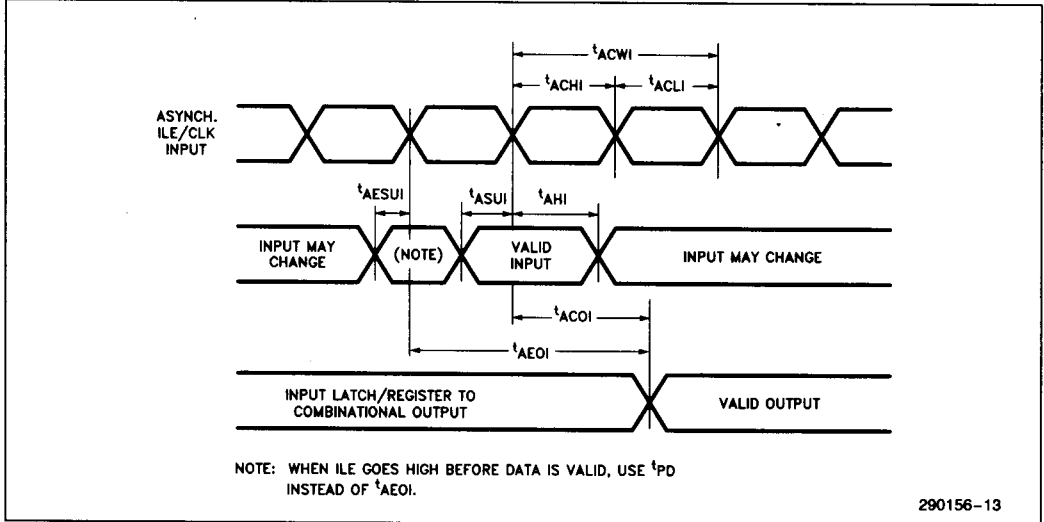 tACWI
tACHI
tACLI
ASYNCH.
ILE/CLK
INPUT
tAESUI
tASUI
tAHI
INPUT MAY
CHANGE
(NOTE)
VALID
INPUT
INPUT MAY CHANGE
tACOI
tAEOI
INPUT LATCH/REGISTER TO
COMBINATIONAL OUTPUT
VALID OUTPUT
NOTE: WHEN ILE GOES HIGH BEFORE DATA IS VALID, USE tPD
INSTEAD OF tAEOI.
290156-13